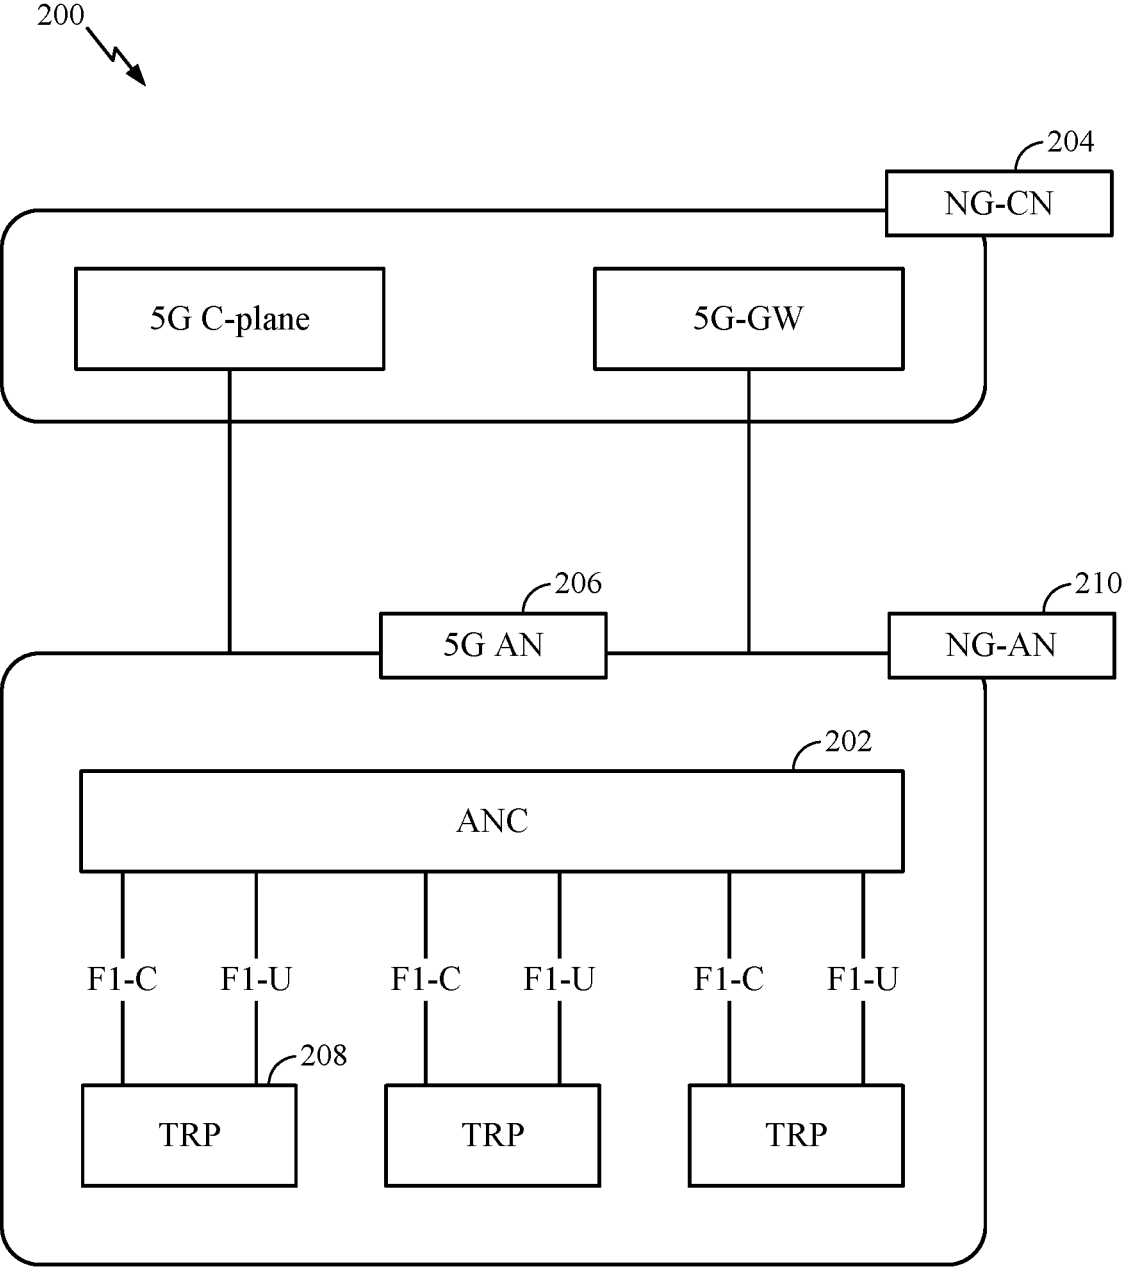 200
204
NG-CN
5G C-plane
5G-GW
206
210
5G AN
NG-AN
202
ANC
F1-C
F1-U
F1-C
F1-U
F1-C
F1-U
208
TRP
TRP
TRP